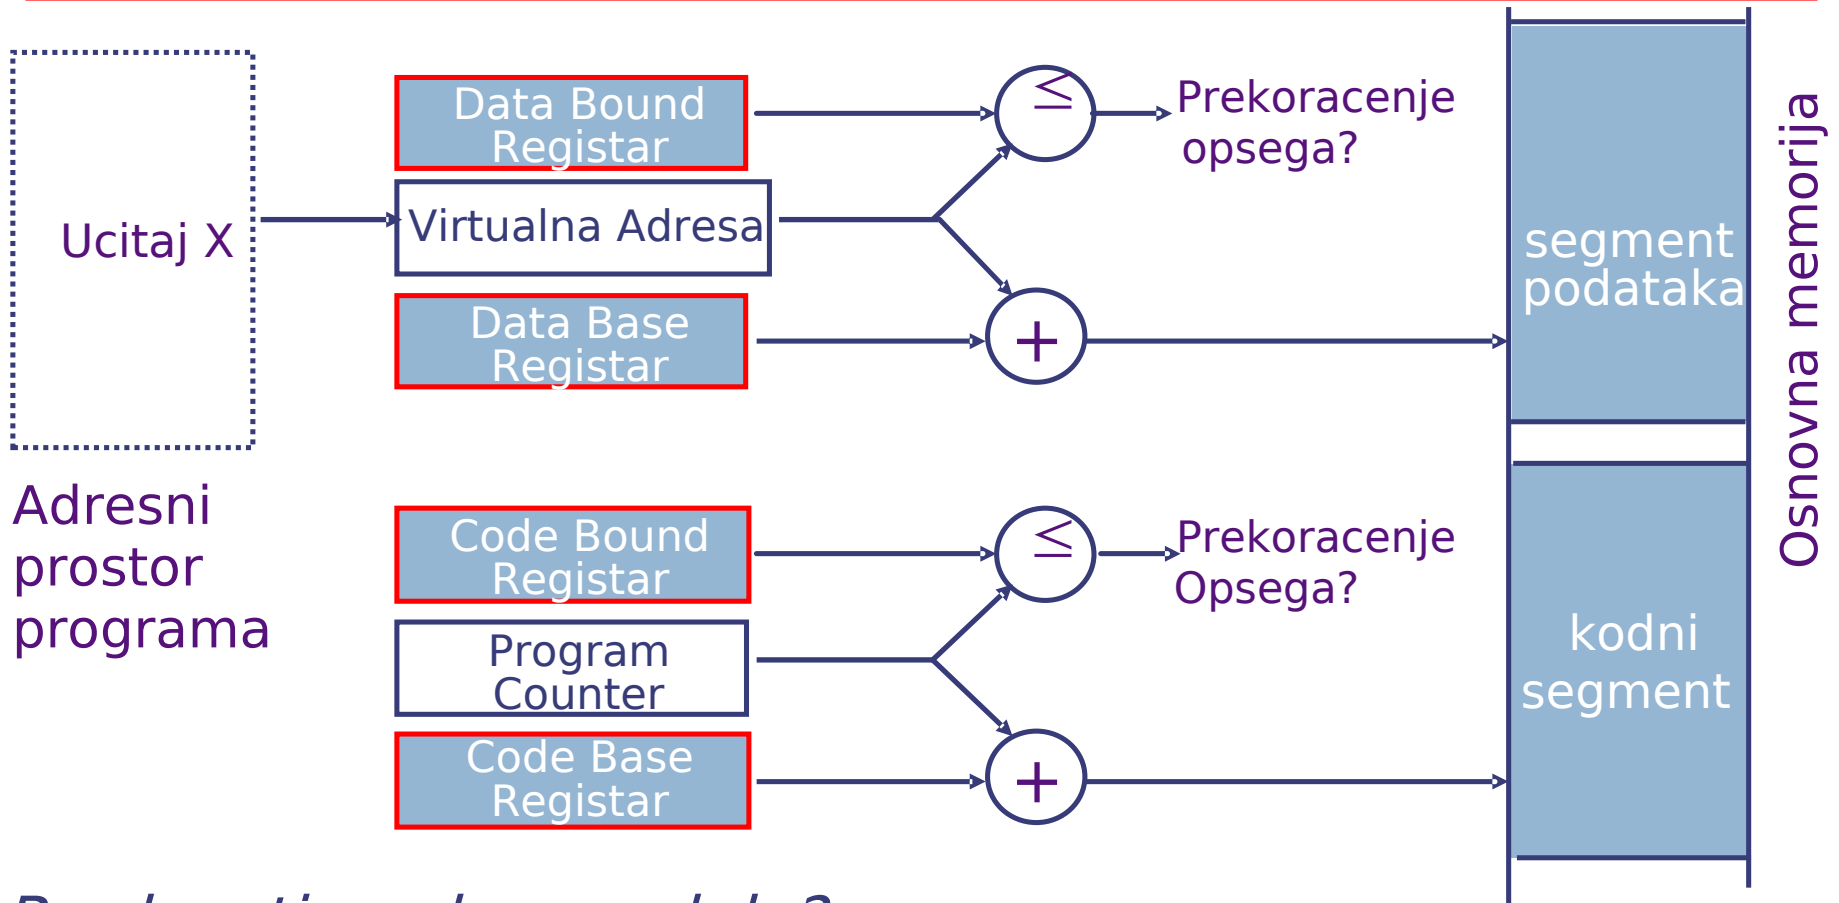 Data Bound
Registar
≤
Prekoracenje
opsega?
Ucitaj X
Virtualna Adresa
Data Base
Registar
+
segment
podataka
Osnovna memorija
Adresni
prostor
programa
Code Bound
Registar
≤
Prekoracenje
Opsega?
Program
Counter
Code Base
Registar
+
kodni
segment